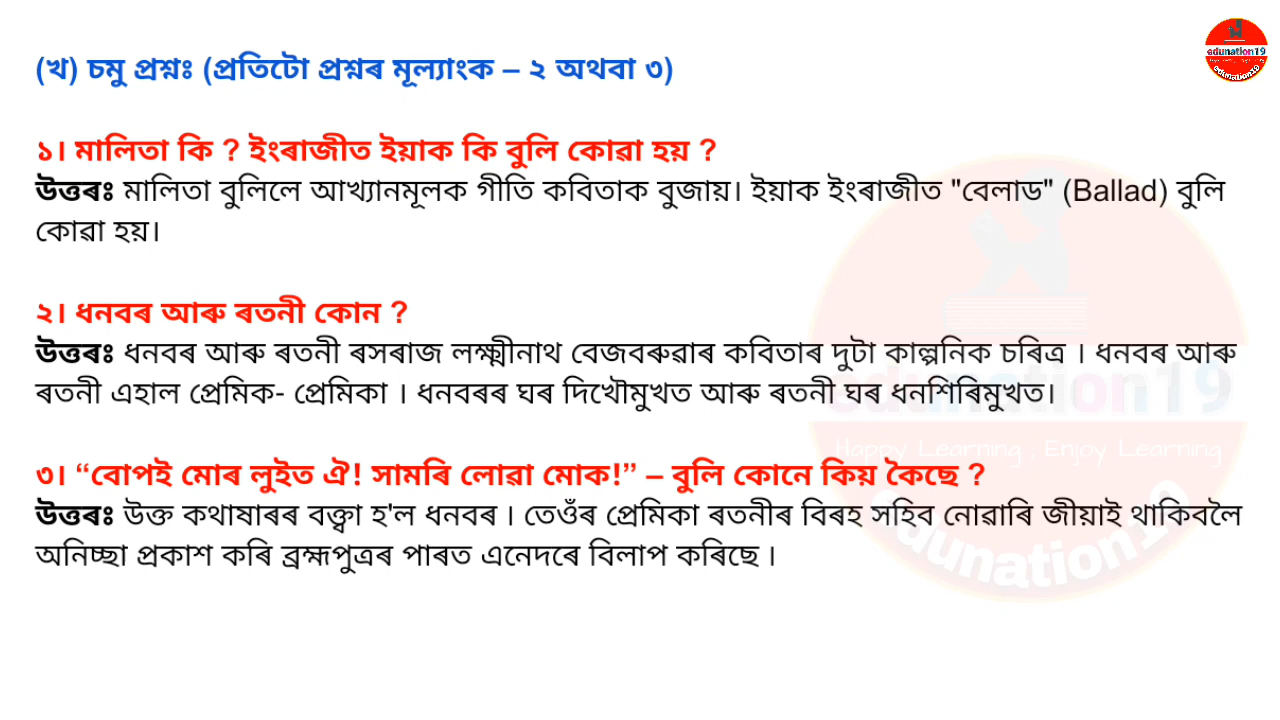 edunation19
edunation19
(খ) চমু প্ৰশ্নঃ (প্ৰতিটো প্ৰশ্নৰ মূল্যাংক – ২ অথবা ৩)
১। মালিতা কি ? ইংৰাজীত ইয়াক কি বুলি কোৱা হয় ?
উত্তৰঃ মালিতা বুলিলে আখ্যানমূলক গীতি কবিতাক বুজায়। ইয়াক ইংৰাজীত "বেলাড" (Ballad) বুলি
কোৱা হয়।
২। ধনবৰ আৰু ৰতনী কোন ?
উত্তৰঃ ধনবৰ আৰু ৰতনী ৰসৰাজ লক্ষ্মীনাথ বেজবৰুৱাৰ কবিতাৰ দুটা কাল্পনিক চৰিত্ৰ । ধনবৰ আৰু
ৰতনী এহাল প্ৰেমিক- প্ৰেমিকা । ধনবৰৰ ঘৰ দিখৌমুখত আৰু ৰতনী ঘৰ ধনশিৰিমুখত।
edunation19
Happy Learning , Enjoy Learning
৩। “বোপই মোৰ লুইত ঐ! সামৰি লোৱা মোক!” – বুলি কোনে কিয় কৈছে ?
উত্তৰঃ উক্ত কথাষাৰৰ বক্ত্বা হ'ল ধনবৰ । তেওঁৰ প্ৰেমিকা ৰতনীৰ বিৰহ সহিব নোৱাৰি জীয়াই থাকিবলৈ
অনিচ্ছা প্ৰকাশ কৰি ব্ৰহ্মপুত্ৰৰ পাৰত এনেদৰে বিলাপ কৰিছে ।
edunation19